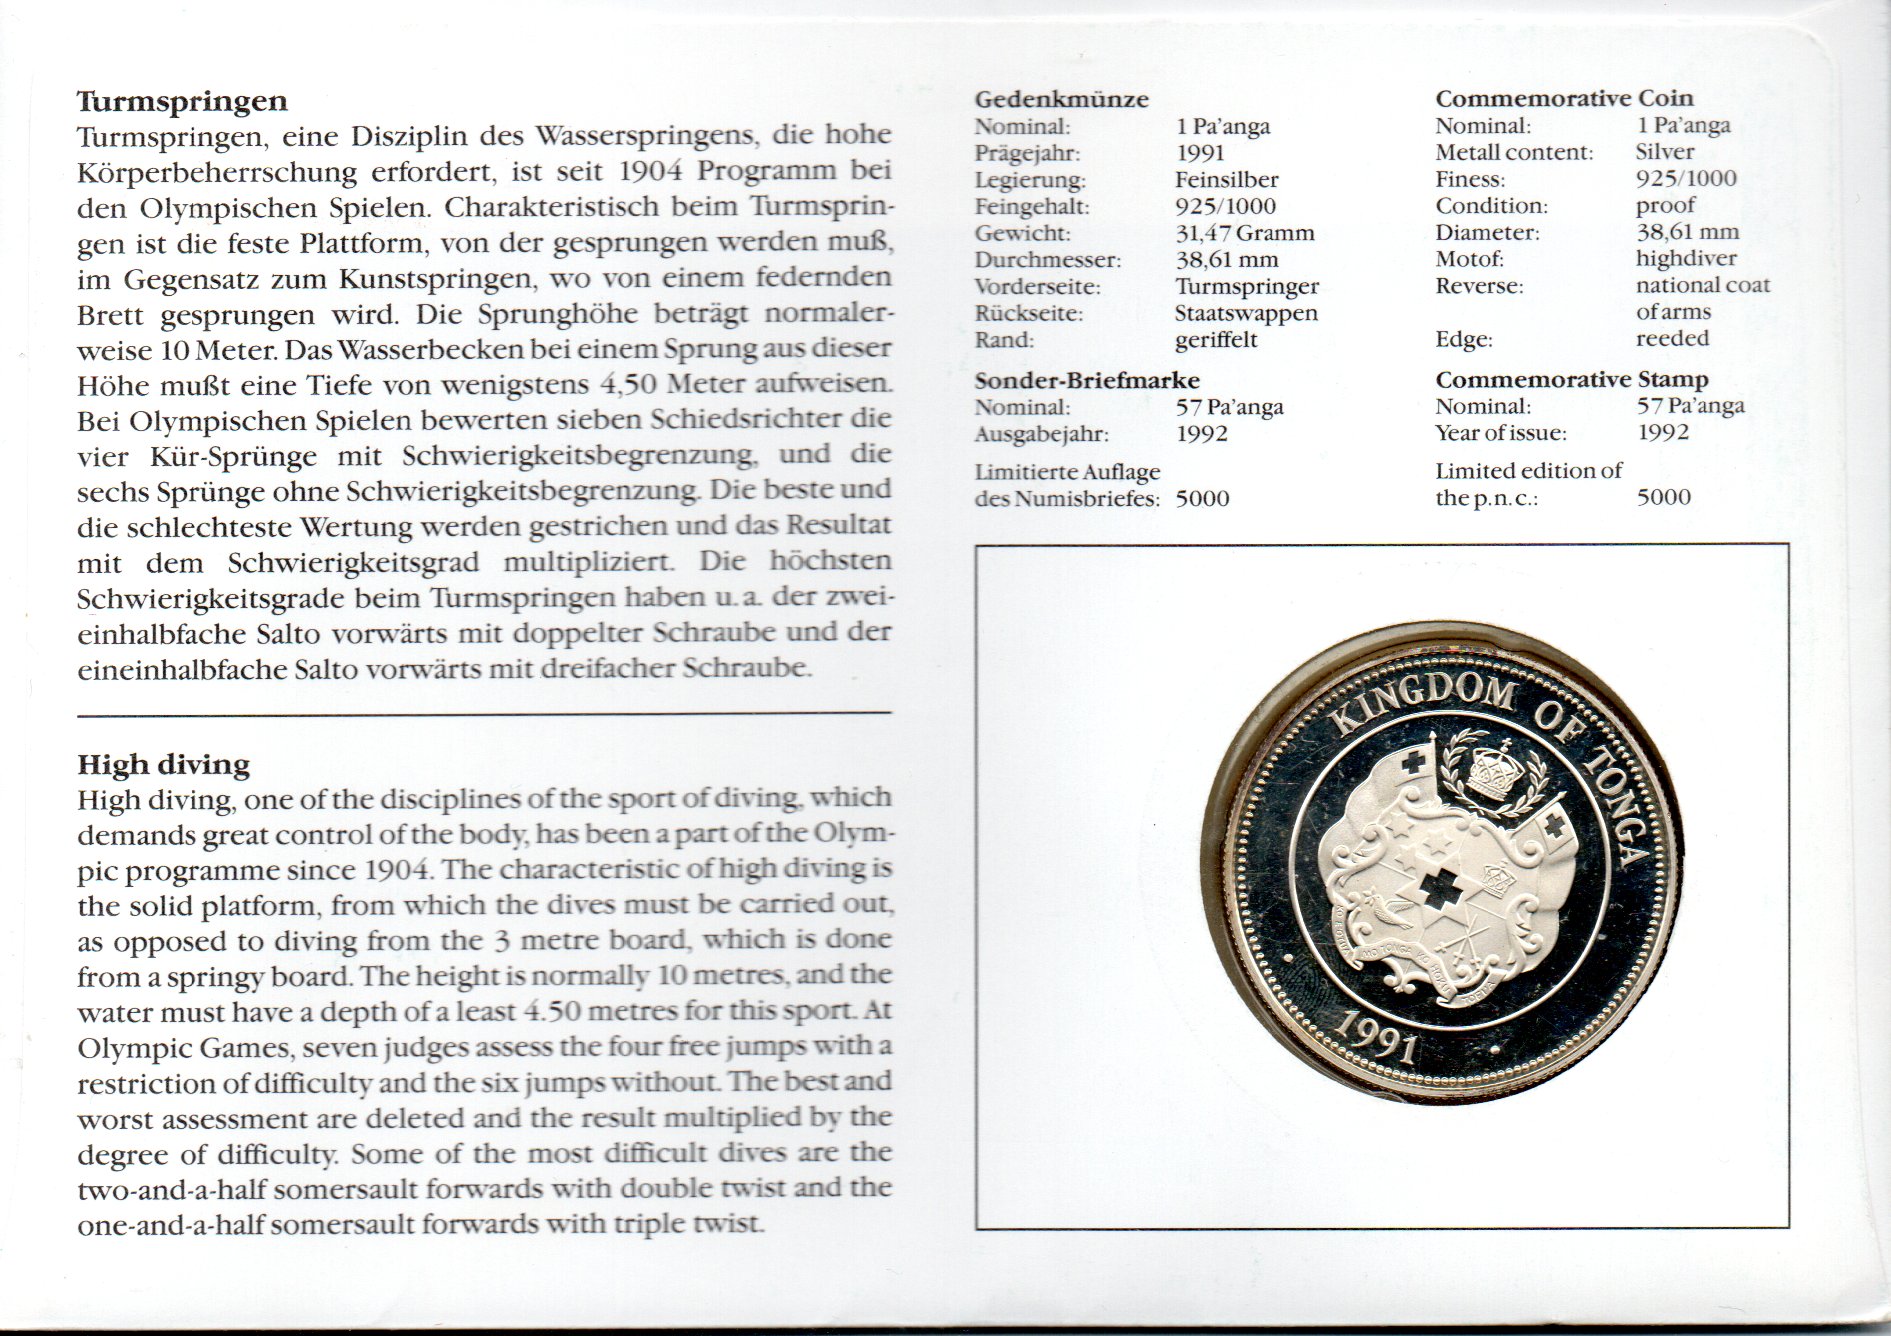 Turmspringen
Turmspringen, eine Disziplin des Wasserspringens, die hohe
Körperbeherrschung erfordert, ist seit 1904 Programm bei
den Olympischen Spielen. Charakteristisch beim Turmsprin-
gen ist die feste Plattform, von der gesprungen werden muß,
im Gegensatz zum Kunstspringen, wo von einem federnden
Brett gesprungen wird. Die Sprunghöhe beträgt normaler-
weise 10 Meter. Das Wasserbecken bei einem Sprung aus dieser
Höhe mußt eine Tiefe von wenigstens 4,50 Meter aufweisen.
Bei Olympischen Spielen bewerten sieben Schiedsrichter die
vier Kür-Sprünge mit Schwierigkeitsbegrenzung, und die
sechs Sprünge ohne Schwierigkeitsbegrenzung. Die beste und
die schlechteste Wertung werden gestrichen und das Resultat
mit dem Schwierigkeitsgrad multipliziert. Die höchsten
Schwierigkeitsgrade beim Turmspringen haben u. a. der zwei-
einhalbfache Salto vorwärts mit doppelter Schraube und der
eineinhalbfache Salto vorwärts mit dreifacher Schraube.
High diving
High diving, one of the disciplines of the sport of diving, which
demands great control of the body, has been a part of the Olym-
pic programme since 1904. The characteristic of high diving is
the solid platform, from which the dives must be carried out,
as opposed to diving from the 3 metre board, which is done
from a springy board. The height is normally 10 metres, and the
water must have a depth of a least 4.50 metres for this sport. At
Olympic Games, seven judges assess the four free jumps with a
restriction of difficulty and the six jumps without. The best and
worst assessment are deleted and the result multiplied by the
degree of difficulty. Some of the most difficult dives are the
two-and-a-half somersault forwards with double twist and the
one-and-a-half somersault forwards with triple twist.
Gedenkmünze
Nominal: 1 Pa'anga
Prägejahr: 1991
Legierung: Feinsilber
Feingehalt: 925/1000
Gewicht: 31,47 Gramm
Durchmesser: 38,61 mm
Vorderseite: Turmspringer
Rückseite: Staatswappen
Rand: geriffelt
Sonder-Briefmarke
Nominal: 57 Pa'anga
Ausgabejahr: 1992
Limitierte Auflage
des Numisbriefes: 5000
Commemorative Coin
Nominal: 1 Pa'anga
Metall content: Silver
Finess: 925/1000
Condition: proof
Diameter: 38,61 mm
Motof: highdiver
Reverse: national coat
of arms
Edge: reeded
Commemorative Stamp
Nominal: 57 Pa'anga
Year of issue: 1992
Limited edition of
the p.n.c.: 5000
KINGDOM OF TONGA
MO TONGA KO HOKU TOFI'A
1991